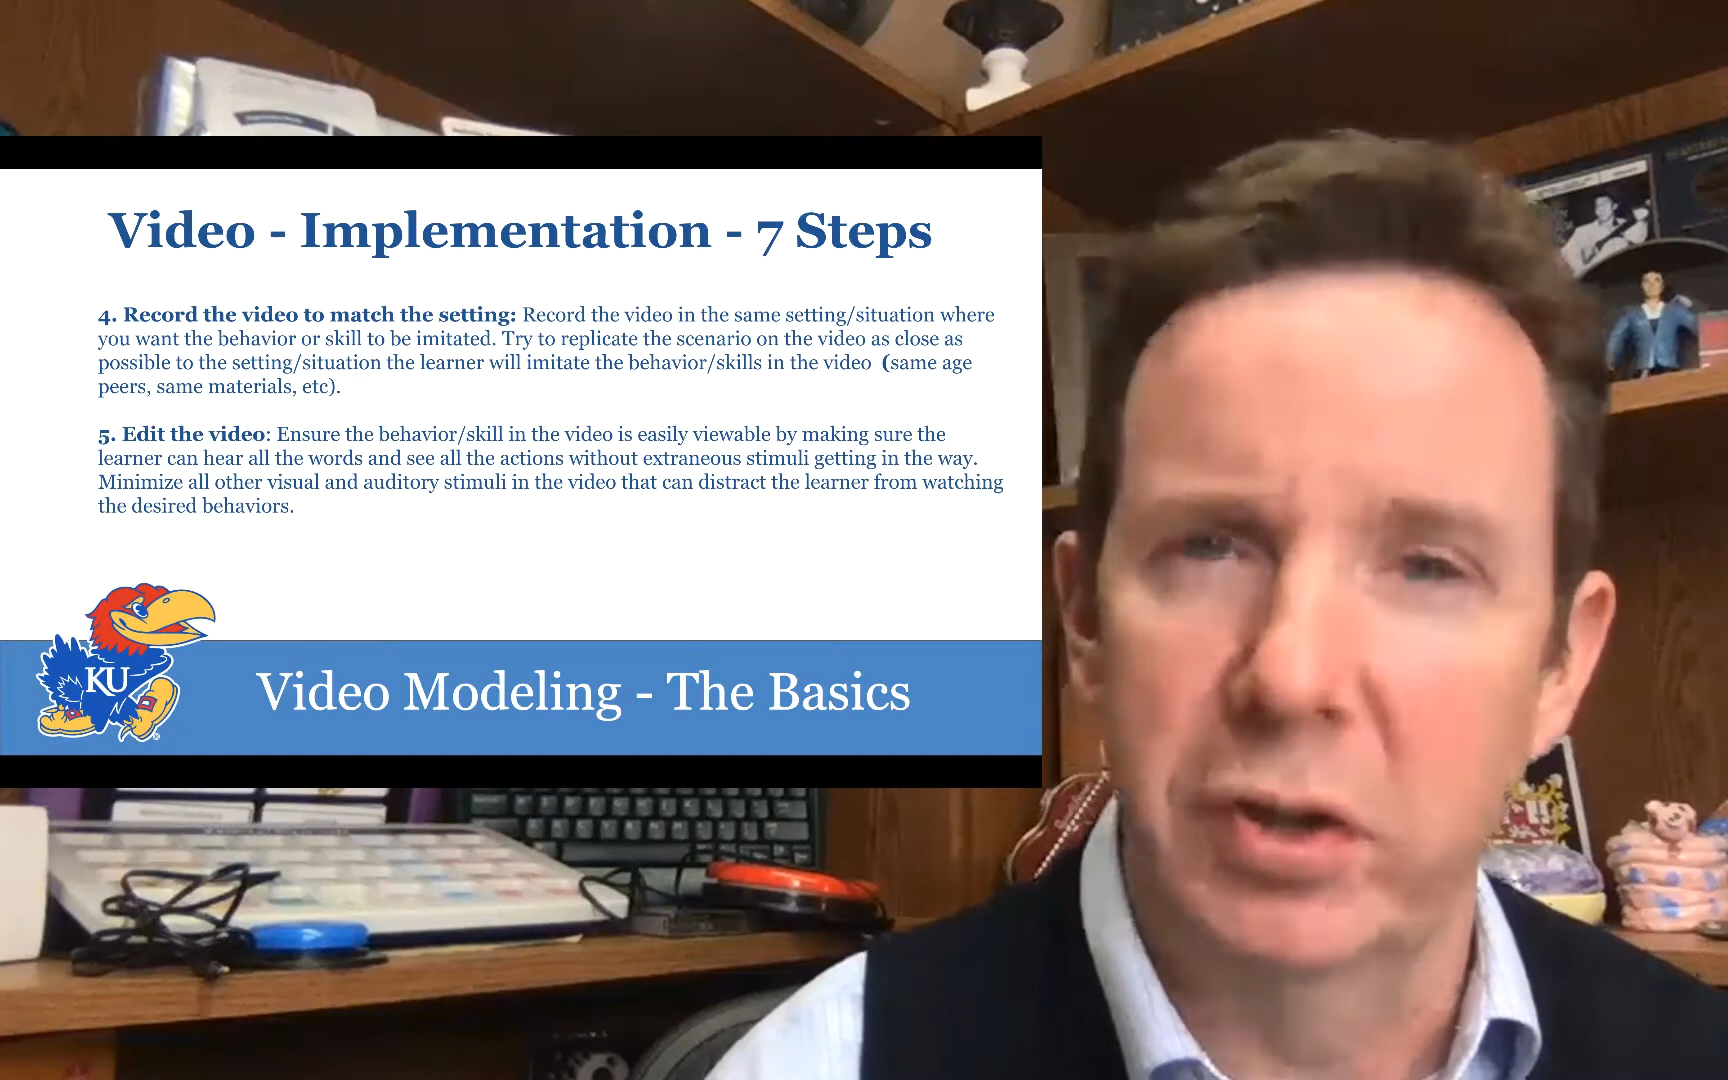 Video - Implementation - 7 Steps
4. Record the video to match the setting: Record the video in the same setting/situation where
you want the behavior or skill to be imitated. Try to replicate the scenario on the video as close as
possible to the setting/situation the learner will imitate the behavior/skills in the video  (same age
peers, same materials, etc).
5. Edit the video: Ensure the behavior/skill in the video is easily viewable by making sure the
learner can hear all the words and see all the actions without extraneous stimuli getting in the way.
Minimize all other visual and auditory stimuli in the video that can distract the learner from watching
the desired behaviors.
KU
Video Modeling - The Basics